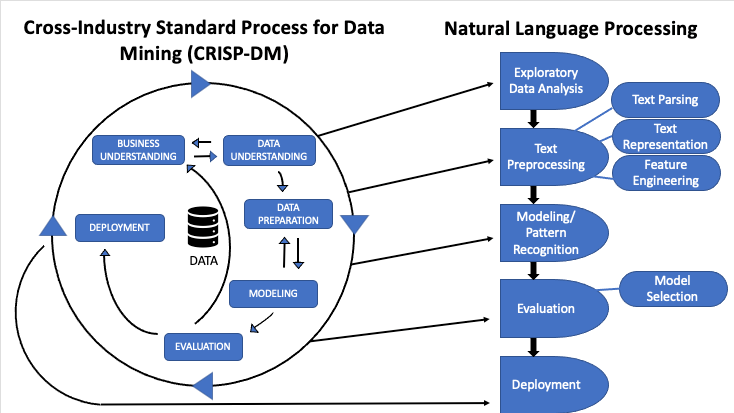 Cross-Industry Standard Process for Data
Mining (CRISP-DM)
BUSINESS
UNDERSTANDING
DATA
UNDERSTANDING
DATA
PREPARATION
DEPLOYMENT
DATA
MODELING
EVALUATION
Natural Language Processing
Exploratory
Data Analysis
Text Parsing
Text
Representation
Text
Preprocessing
Feature
Engineering
Modeling/
Pattern
Recognition
Model
Selection
Evaluation
Deployment